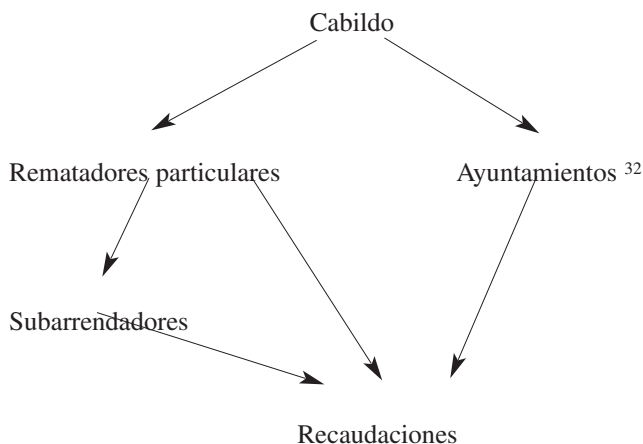 Cabildo
Rematadores particulares
Ayuntamientos 32
Subarrendadores
Recaudaciones